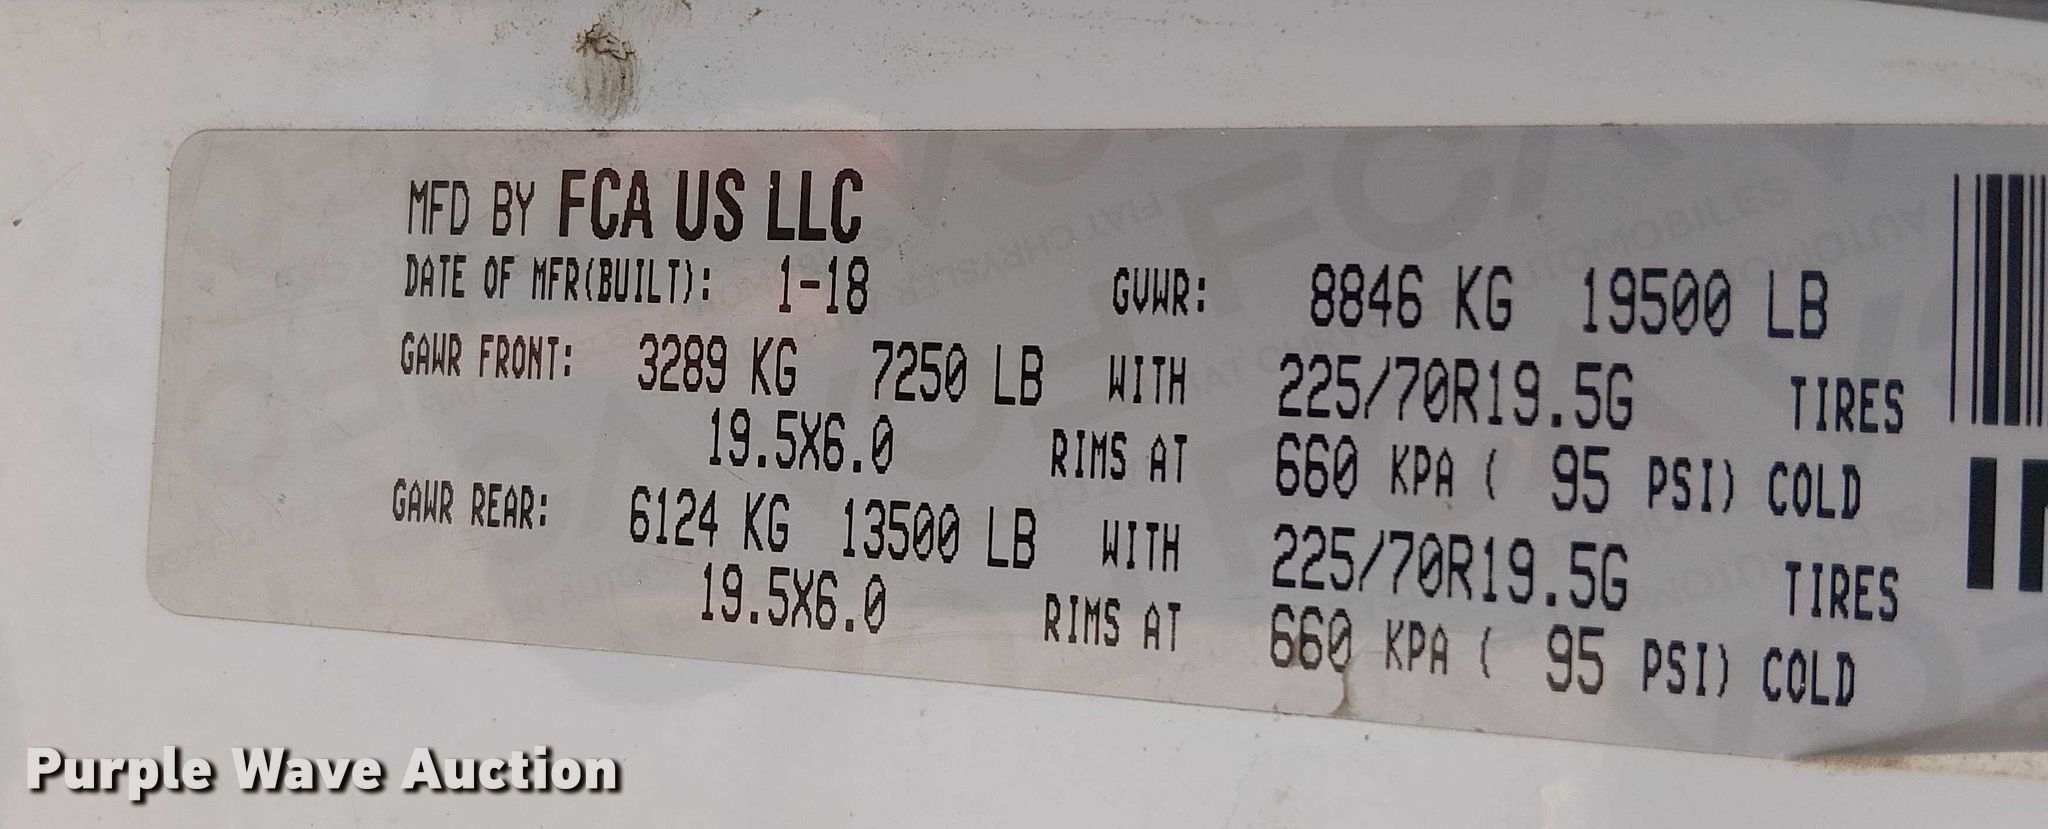 MFD BY FCA US LLC
DATE OF MFR(BUILT): 1-18 GVWR: 8846 KG 19500 LB
GAWR FRONT: 3289 KG 7250 LB WITH 225/70R19.5G TIRES
19.5X6.0 RIMS AT 660 KPA ( 95 PSI) COLD
GAWR REAR: 6124 KG 13500 LB WITH 225/70R19.5G TIRES
19.5X6.0 RIMS AT 660 KPA ( 95 PSI) COLD
Purple Wave Auction